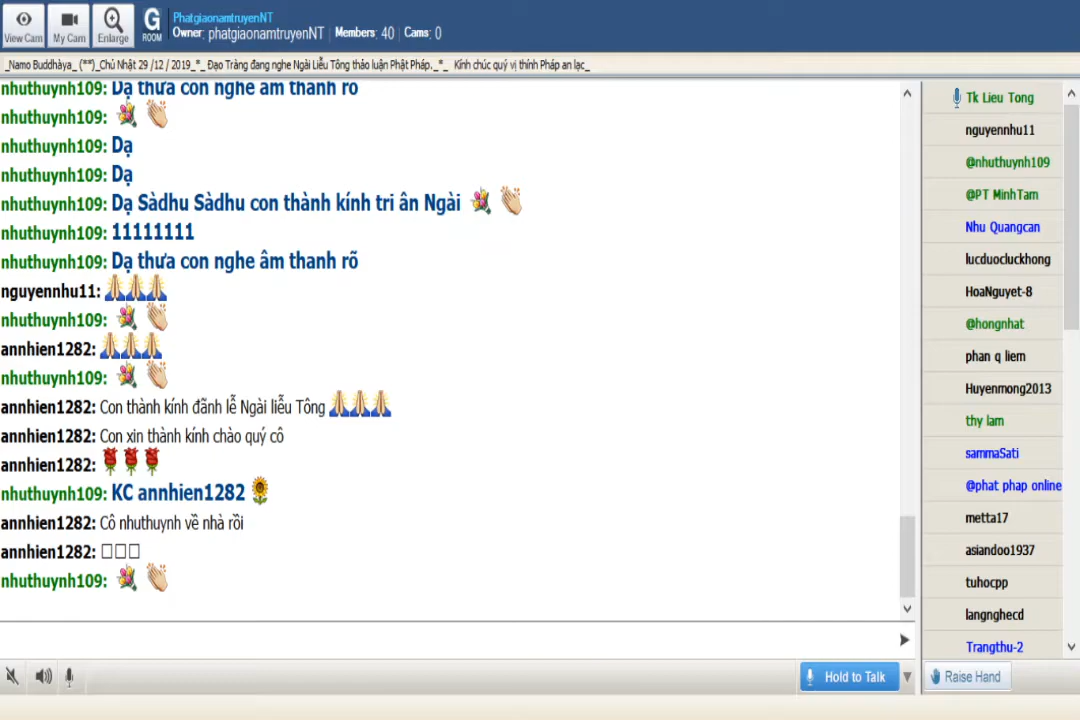 View Cam
My Cam
Enlarge
G
ROOM
PhatgiaonamtruyenNT
Owner: phatgiaonamtruyenNT Members: 40 Cams: 0
_Namo Buddhàya_ (**)_Chủ Nhật 29 /12 / 2019_*_ Đạo Tràng đang nghe Ngài Liễu Tông thảo luận Phật Pháp._*_ Kính chúc quý vị thính Pháp an lạc_
nhuthuynh109: Dạ thưa con nghe âm thanh rõ
nhuthuynh109:
nhuthuynh109: Dạ
nhuthuynh109: Dạ
nhuthuynh109: Dạ Sàdhu Sàdhu con thành kính tri ân Ngài
nhuthuynh109: 11111111
nhuthuynh109: Dạ thưa con nghe âm thanh rõ
nguyennhu11: 🙏🙏🙏
nhuthuynh109:
annhien1282: 🙏🙏🙏
nhuthuynh109:
annhien1282: Con thành kính đãnh lễ Ngài liễu Tông 🙏🙏🙏
annhien1282: Con xin thành kính chào quý cô
annhien1282: 🌹🌹🌹
nhuthuynh109: KC annhien1282 🌻
annhien1282: Cô nhuthuynh về nhà rồi
annhien1282: □□□
nhuthuynh109:
Tk Lieu Tong
nguyennhu11
@nhuthuynh109
@PT MinhTam
Nhu Quangcan
lucduocluckhong
HoaNguyet-8
@hongnhat
phan q liem
Huyenmong2013
thy lam
sammaSati
@phat phap online
metta17
asiandoo1937
tuhocpp
langnghecd
Trangthu-2
Hold to Talk
Raise Hand